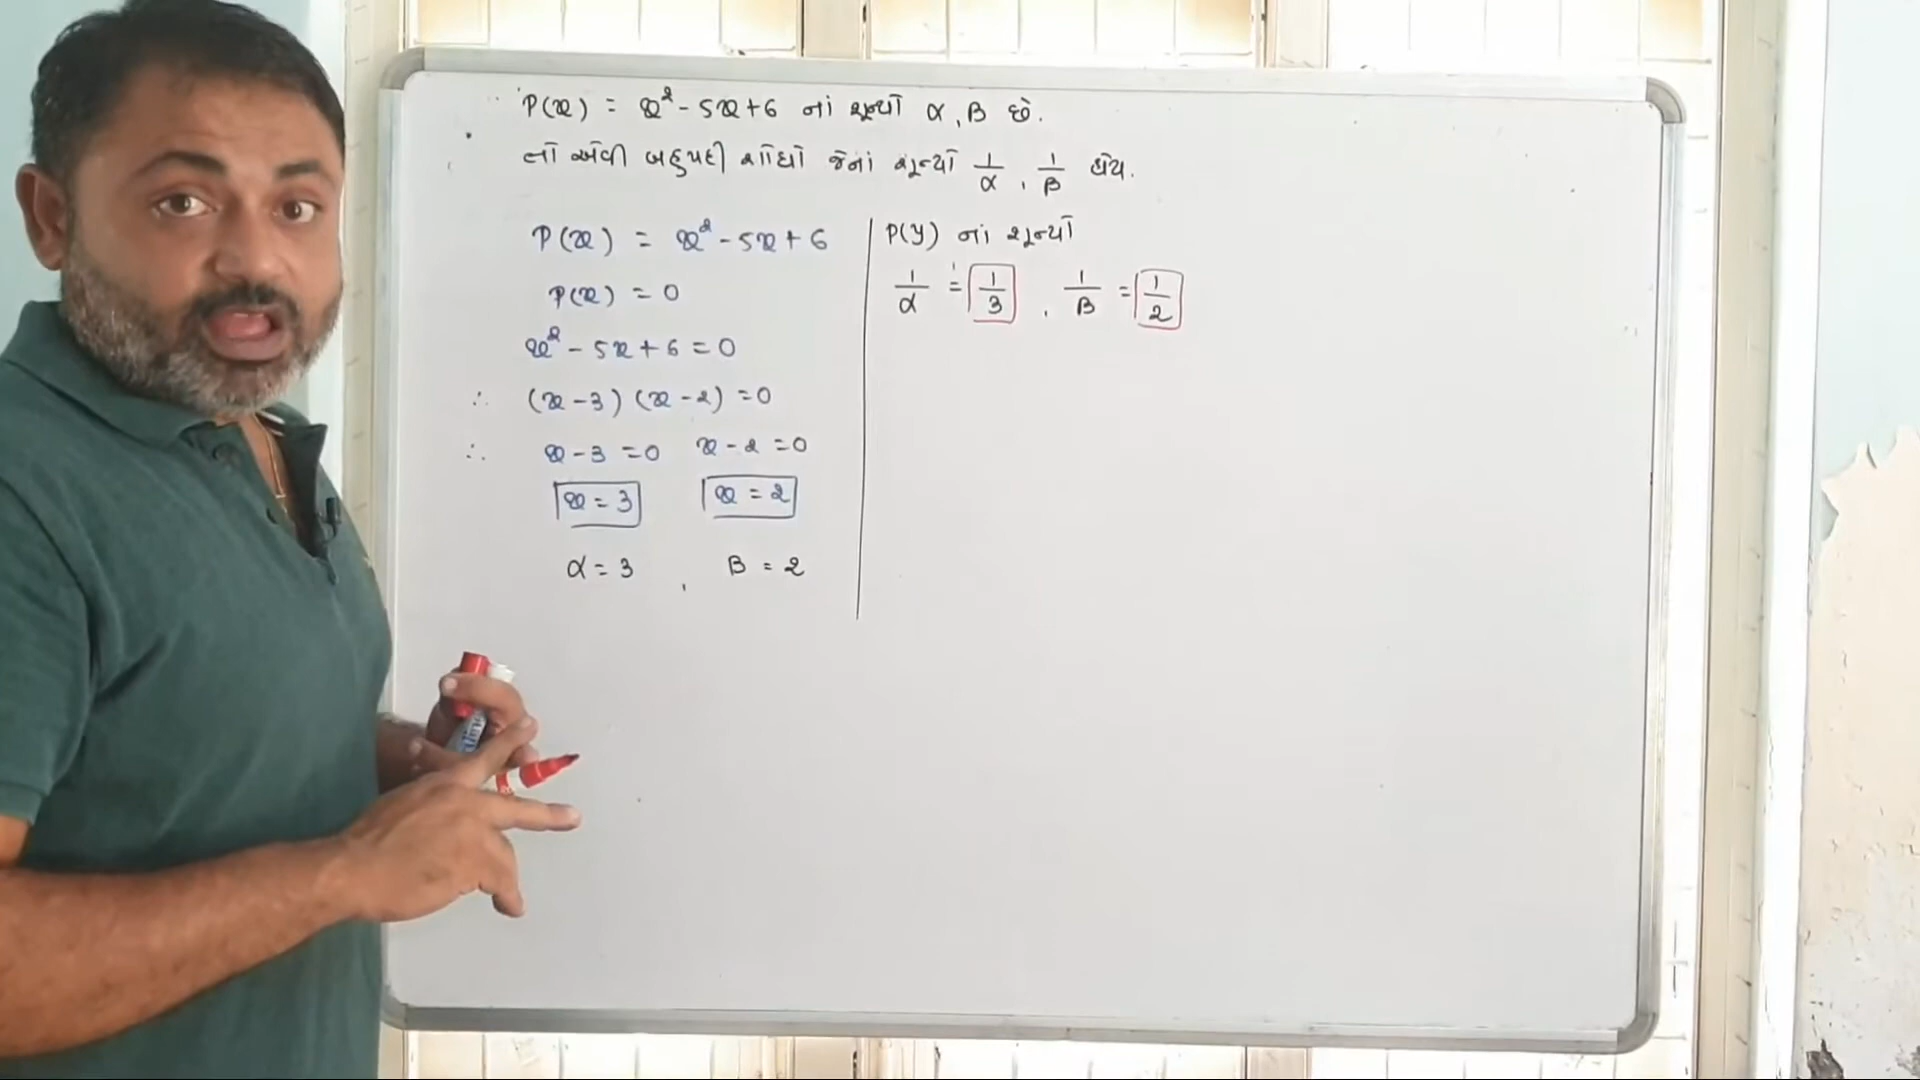 P(x) = x² - 5x + 6 નાં શૂન્યો α, β છે.
તો એવી બહુપદી શોધો જેનાં શૂન્યો 1/α , 1/β હોય.
P(x) = x² - 5x + 6
P(x) = 0
x² - 5x + 6 = 0
∴ (x - 3) (x - 2) = 0
∴ x - 3 = 0 x - 2 = 0
x = 3 x = 2
α = 3 , β = 2
P(y) નાં શૂન્યો
1/α = 1/3 , 1/β = 1/2